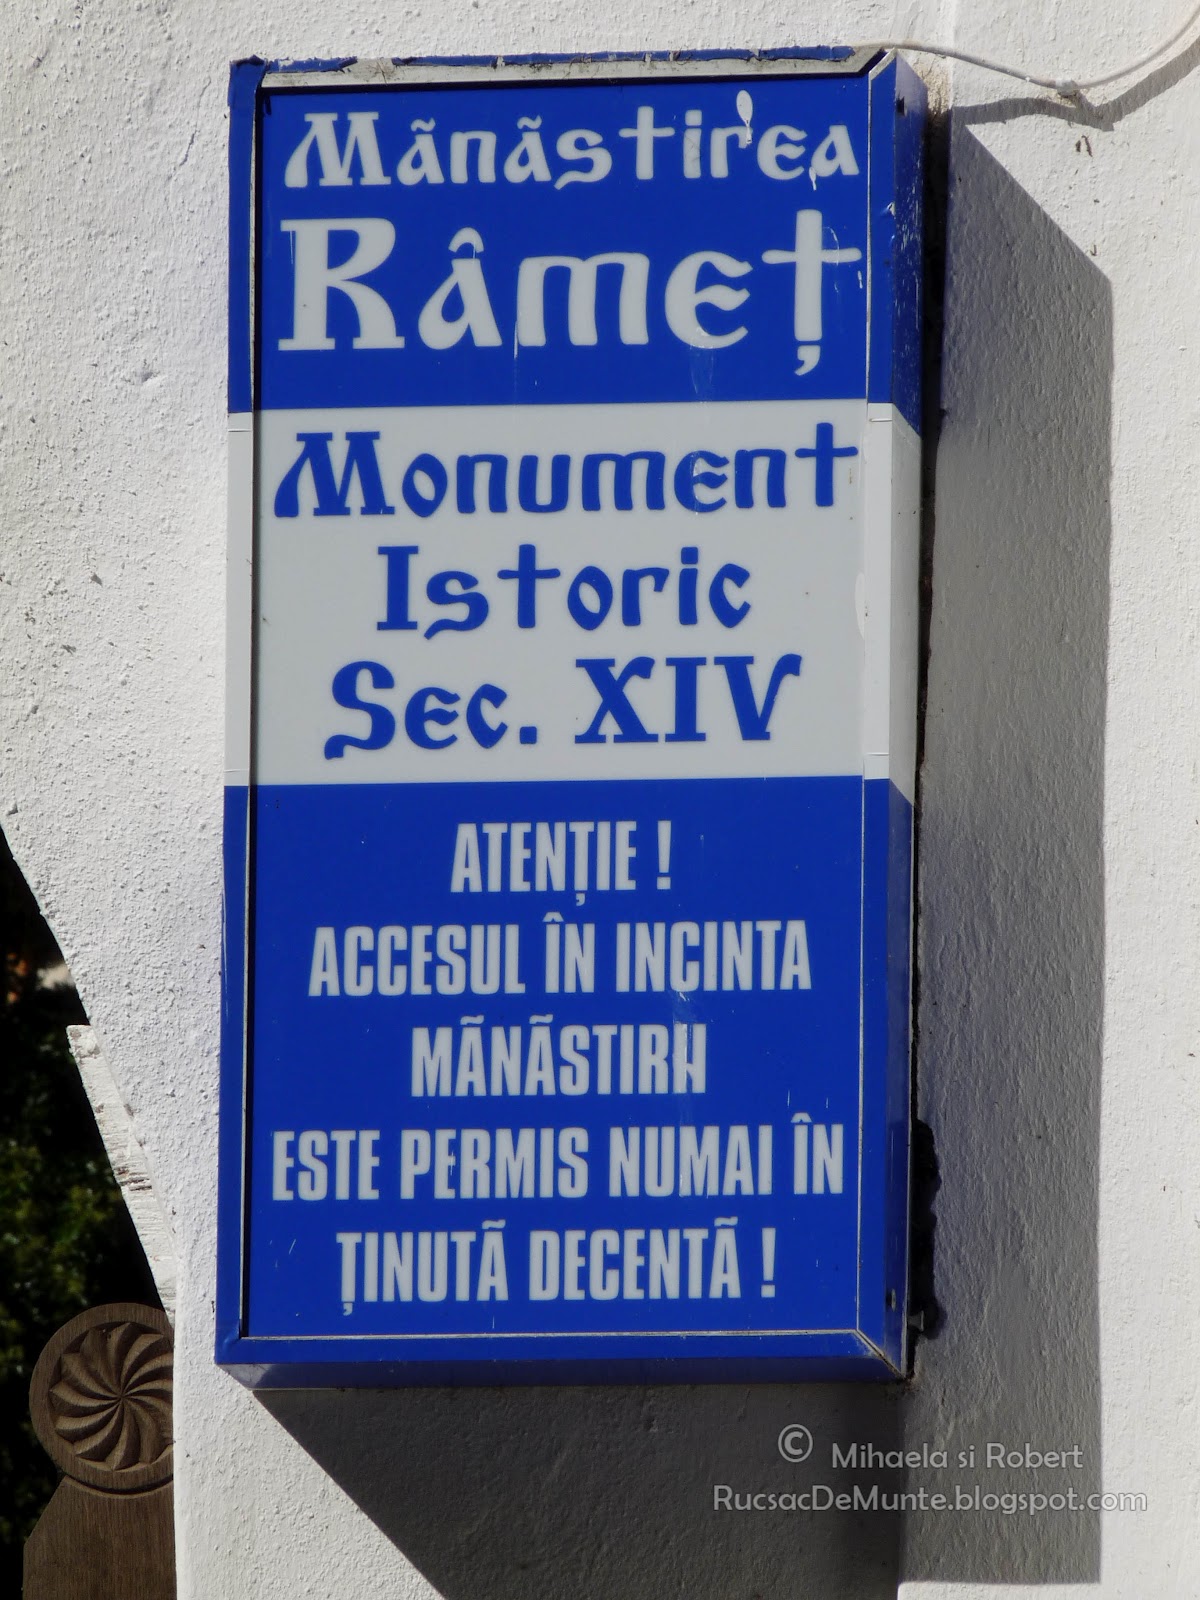 Mãnãstirea
Râmeț
Monument
Istoric
Sec. XIV
ATENȚIE !
ACCESUL ÎN INCINTA
MÃNÃSTIRII
ESTE PERMIS NUMAI ÎN
ȚINUTÃ DECENTÃ !
© Mihaela si Robert
RucsacDeMunte.blogspot.com